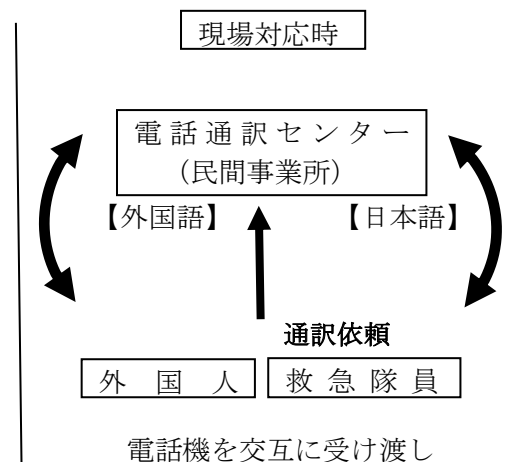 現場対応時
電話通訳センター
（民間事業所）
【外国語】
【日本語】
通訳依頼
外国人
救急隊員
電話機を交互に受け渡し